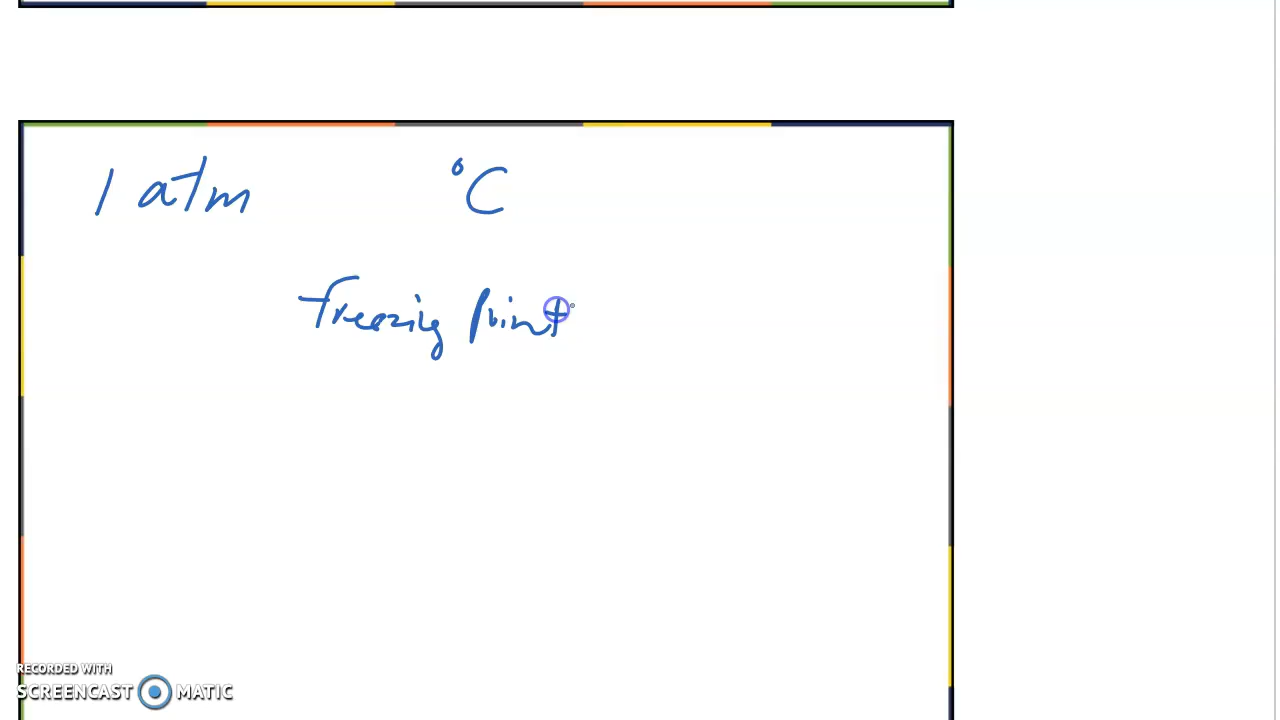 1 atm °C
freezing point
RECORDED WITH
SCREENCAST MATIC